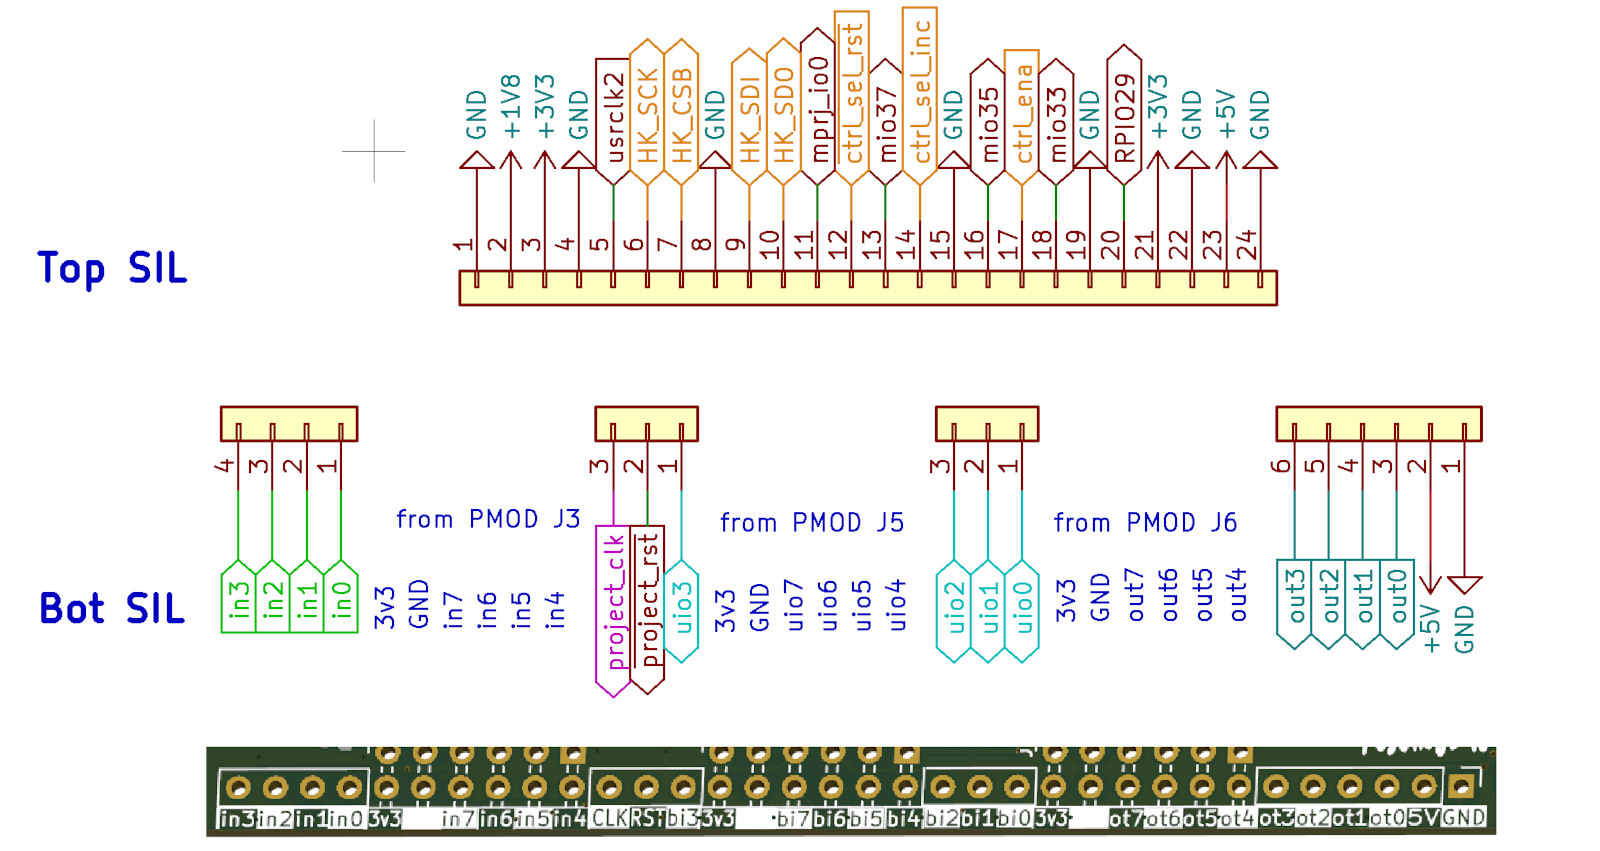 GND +1V8 +3V3 GND usrclk2 HK_SCK HK_CSB GND HK_SDI HK_SDO mprj_io0 ctrl_sel_rst mio37 ctrl_sel_inc GND mio35 ctrl_ena mio33 GND RPIO29 +3V3 GND +5V GND
1 2 3 4 5 6 7 8 9 10 11 12 13 14 15 16 17 18 19 20 21 22 23 24
Top SIL
4 3 2 1
3 2 1
3 2 1
6 5 4 3 2 1
from PMOD J3
from PMOD J5
from PMOD J6
Bot SIL
in3 in2 in1 in0
3v3 GND in7 in6 in5 in4
project_clk project_rst uio3
3v3 GND uio7 uio6 uio5 uio4
uio2 uio1 uio0
3v3 GND out7 out6 out5 out4
out3 out2 out1 out0 +5V GND
in3 in2 in1 in0 3v3 in7 in6 in5 in4 CLK RST bi3 3v3 bi7 bi6 bi5 bi4 bi2 bi1 bi0 3v3 ot7 ot6 ot5 ot4 ot3 ot2 ot1 ot0 5V GND